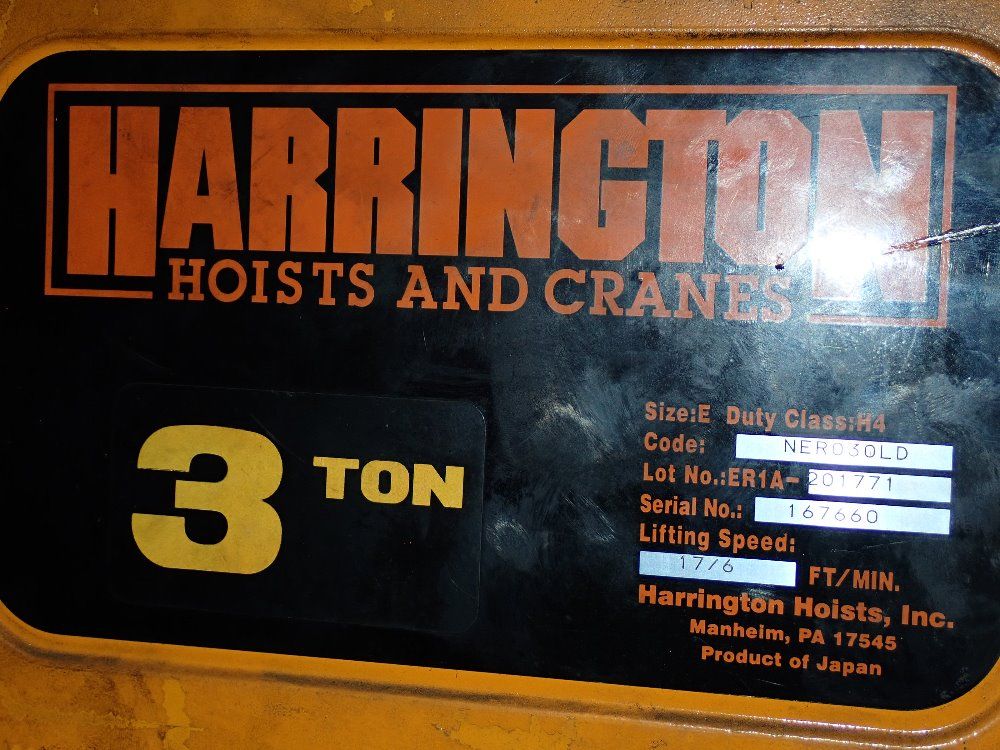 HARRINGTON
HOISTS AND CRANES
3 TON
Size:E Duty Class:H4
Code: NER030LD
Lot No.:ER1A-201771
Serial No.: 167660
Lifting Speed:
17/6 FT/MIN.
Harrington Hoists, Inc.
Manheim, PA 17545
Product of Japan